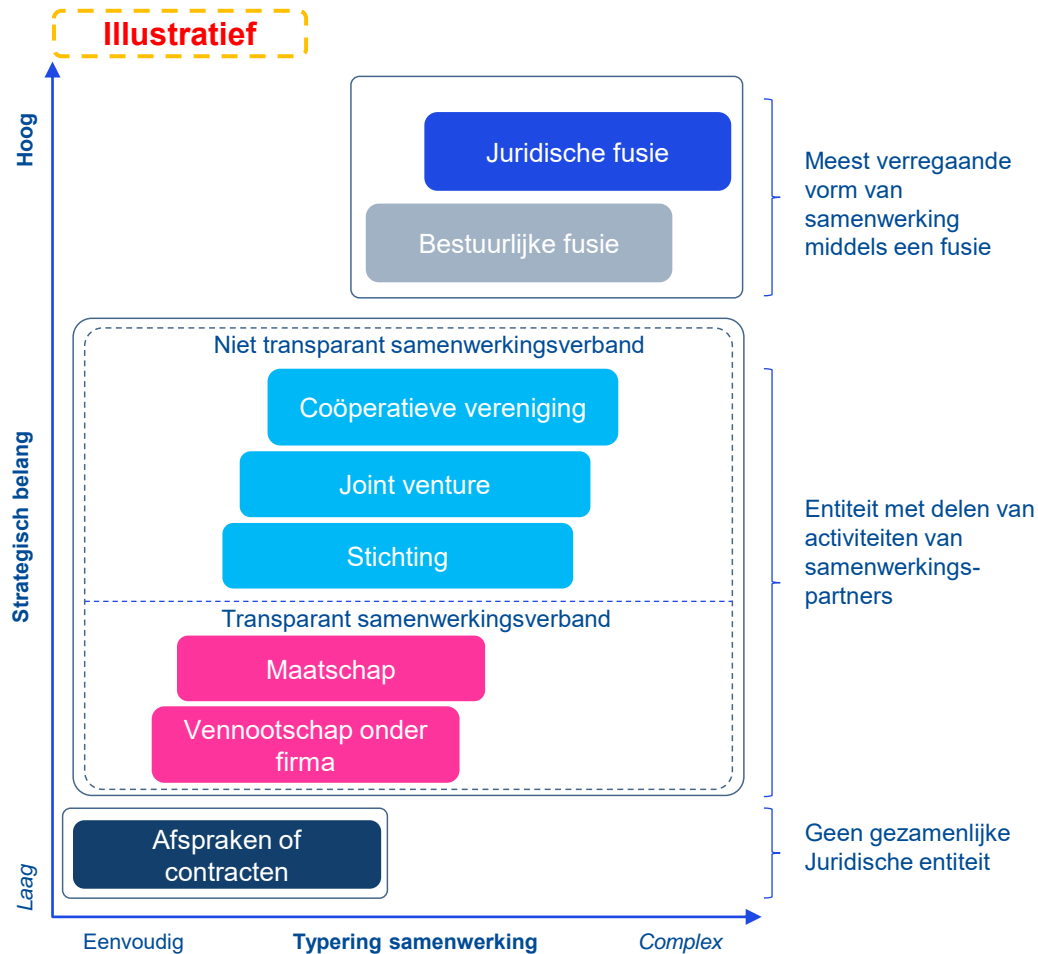 Illustratief
Hoog
Juridische fusie
Bestuurlijke fusie
Meest verregaande
vorm van
samenwerking
middels een fusie
Strategisch belang
Niet transparant samenwerkingsverband
Coöperatieve vereniging
Joint venture
Stichting
Entiteit met delen van
activiteiten van
samenwerkings-
partners
Transparant samenwerkingsverband
Maatschap
Vennootschap onder
firma
Laag
Afspraken of
contracten
Geen gezamenlijke
Juridische entiteit
Eenvoudig
Typering samenwerking
Complex